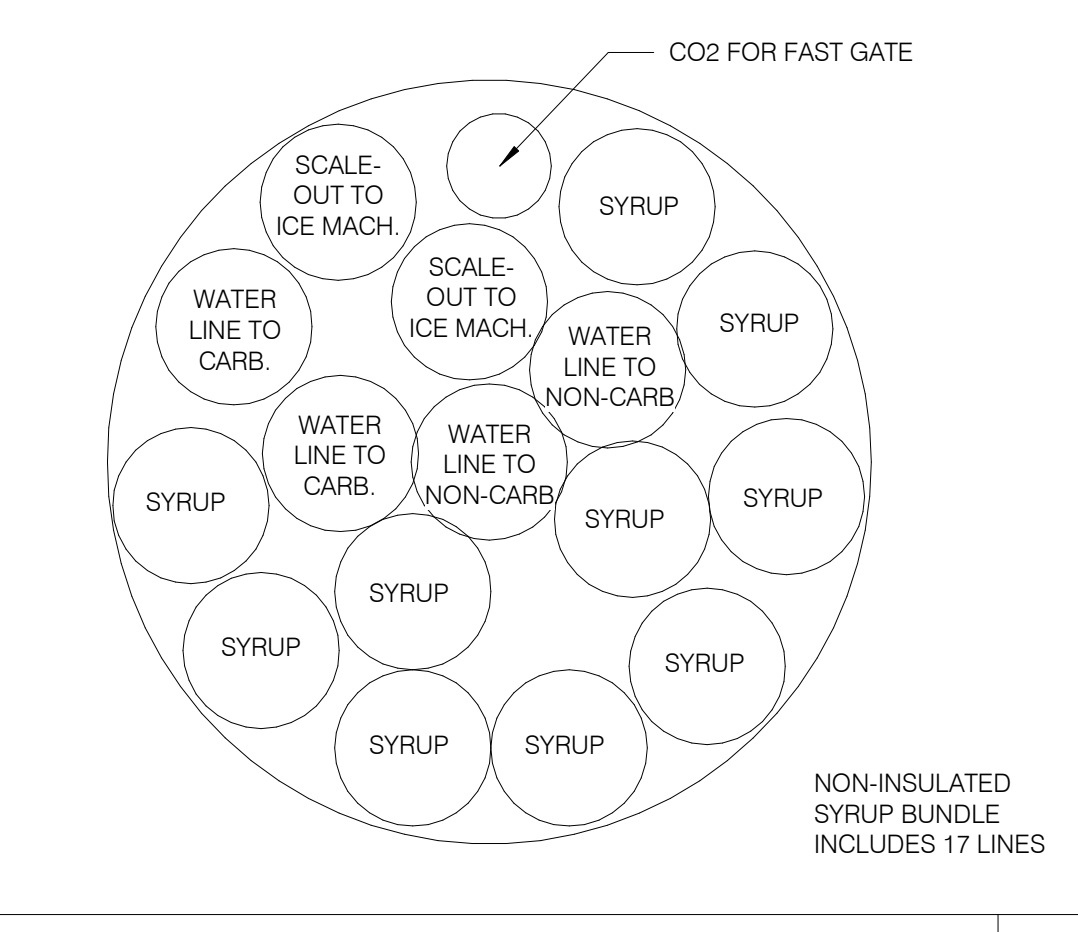 CO2 FOR FAST GATE
SCALE-
OUT TO
ICE MACH.
SYRUP
SCALE-
OUT TO
ICE MACH.
WATER
LINE TO
CARB.
SYRUP
WATER
LINE TO
NON-CARB.
WATER
LINE TO
CARB.
WATER
LINE TO
NON-CARB.
SYRUP
SYRUP
SYRUP
SYRUP
SYRUP
SYRUP
SYRUP
SYRUP
NON-INSULATED
SYRUP BUNDLE
INCLUDES 17 LINES